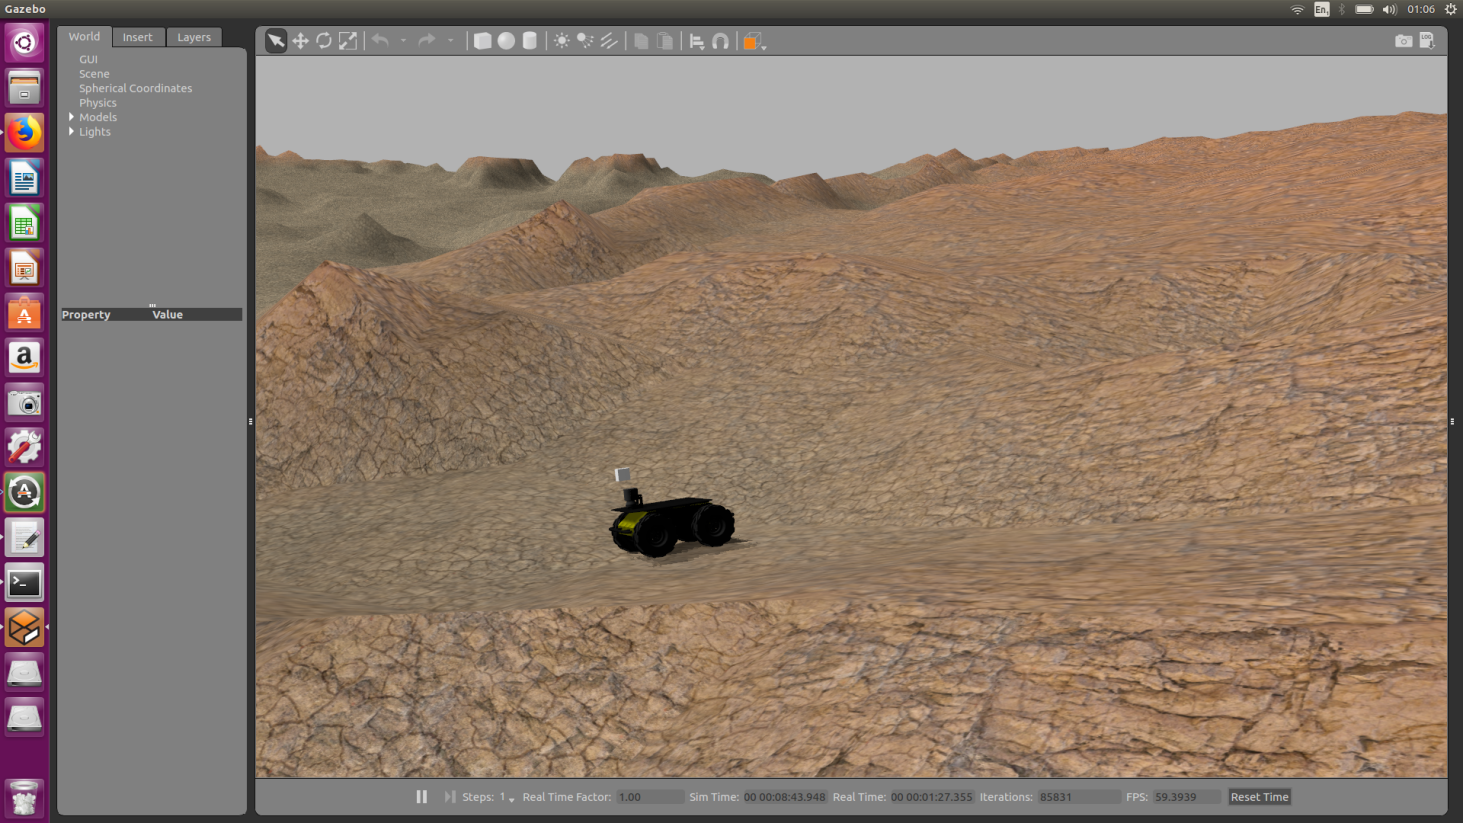 Gazebo
En
01:06
World
Insert
Layers
LOG
GUI
Scene
Spherical Coordinates
Physics
Models
Lights
Property Value
Steps: 1 Real Time Factor: 1.00 Sim Time: 00 00:08:43.948 Real Time: 00 00:01:27.355 Iterations: 85831 FPS: 59.3939 Reset Time